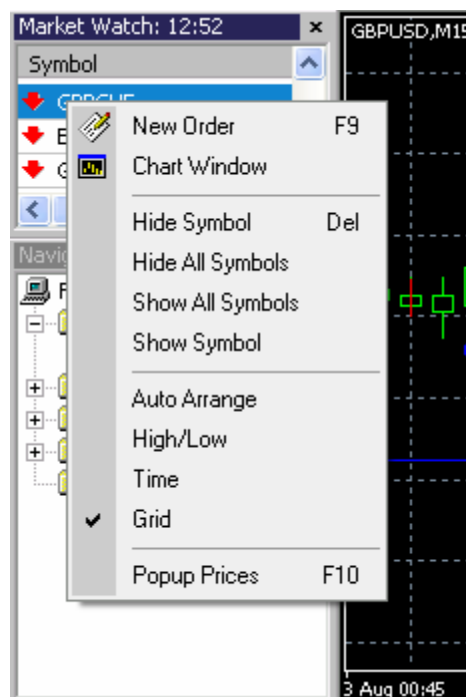 Market Watch: 12:52
GBPUSD,M15
Symbol
New Order F9
Chart Window
Hide Symbol Del
Hide All Symbols
Show All Symbols
Show Symbol
Auto Arrange
High/Low
Time
Grid
Popup Prices F10
3 Aug 00:45